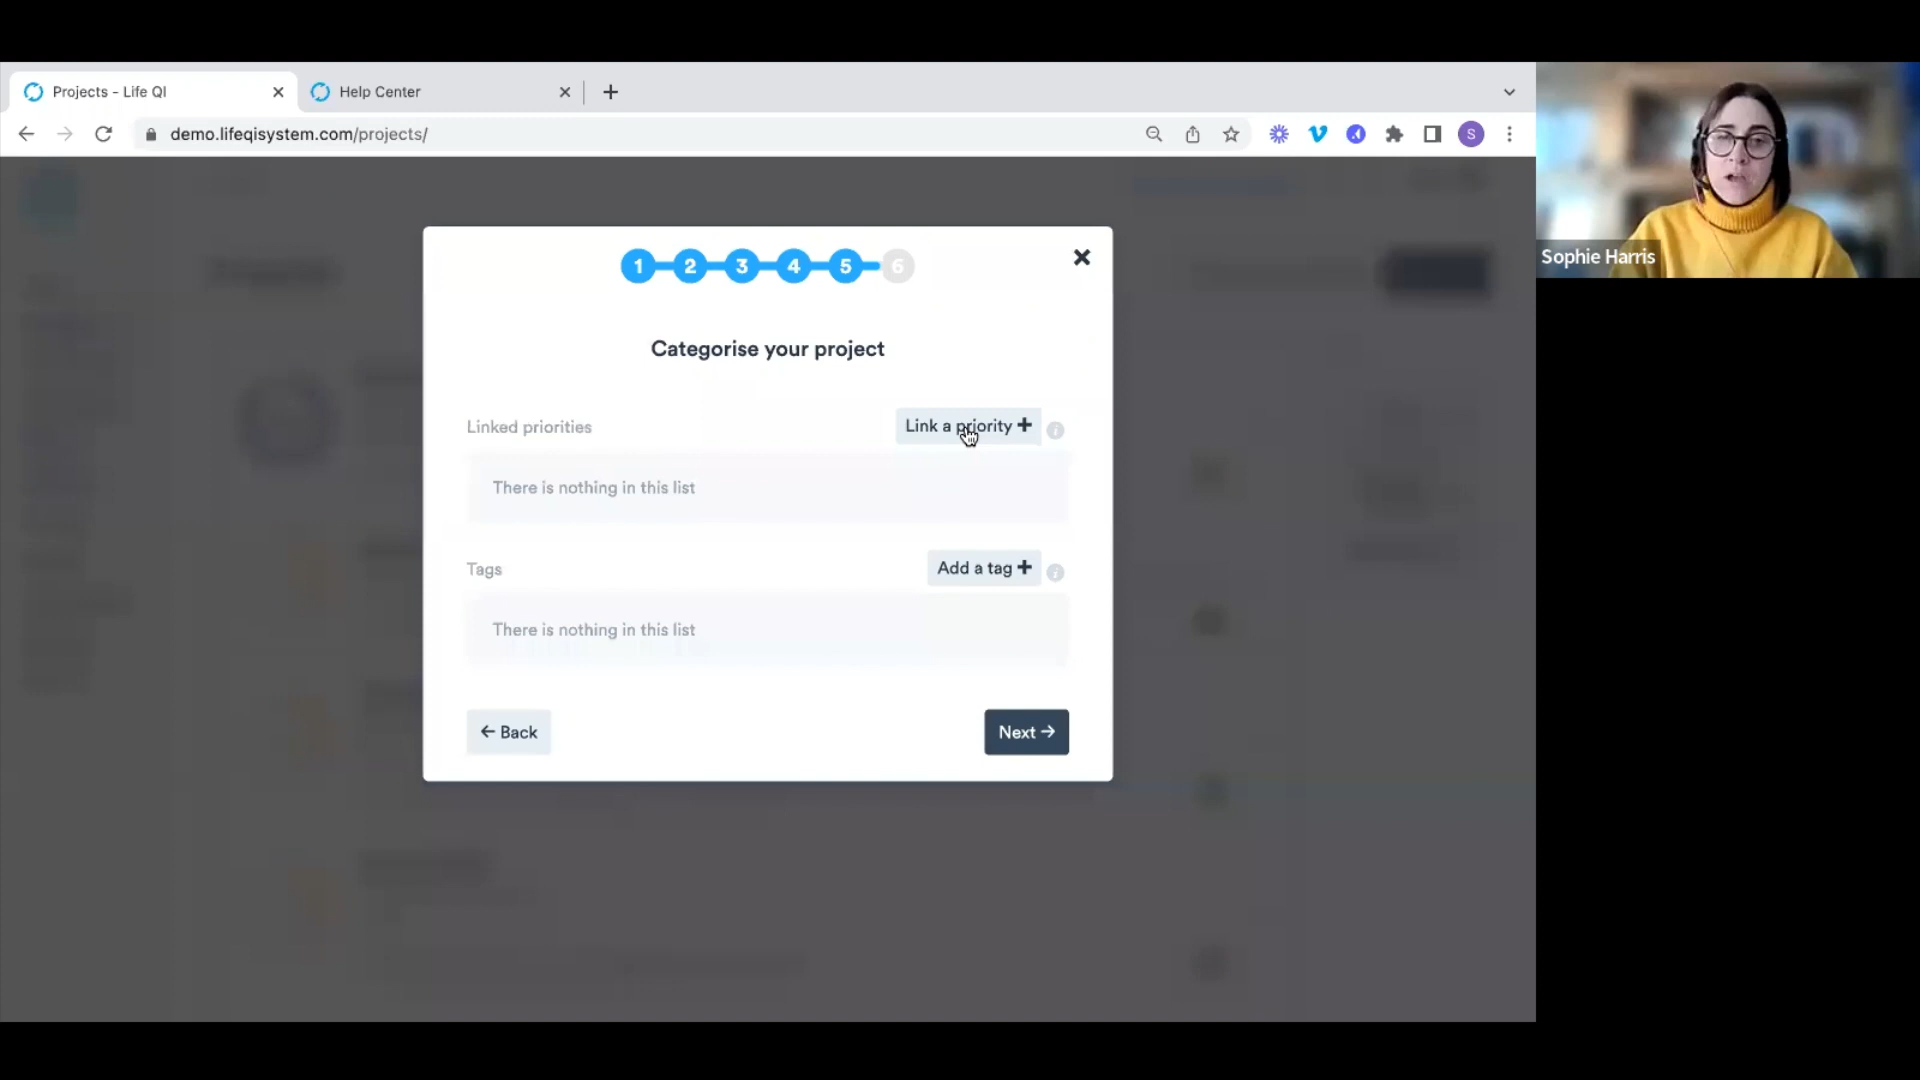 Projects - Life QI
Help Center
demo.lifeqisystem.com/projects/
S
Sophie Harris
1 2 3 4 5 6
Categorise your project
Linked priorities
Link a priority +
There is nothing in this list
Tags
Add a tag +
There is nothing in this list
← Back
Next →